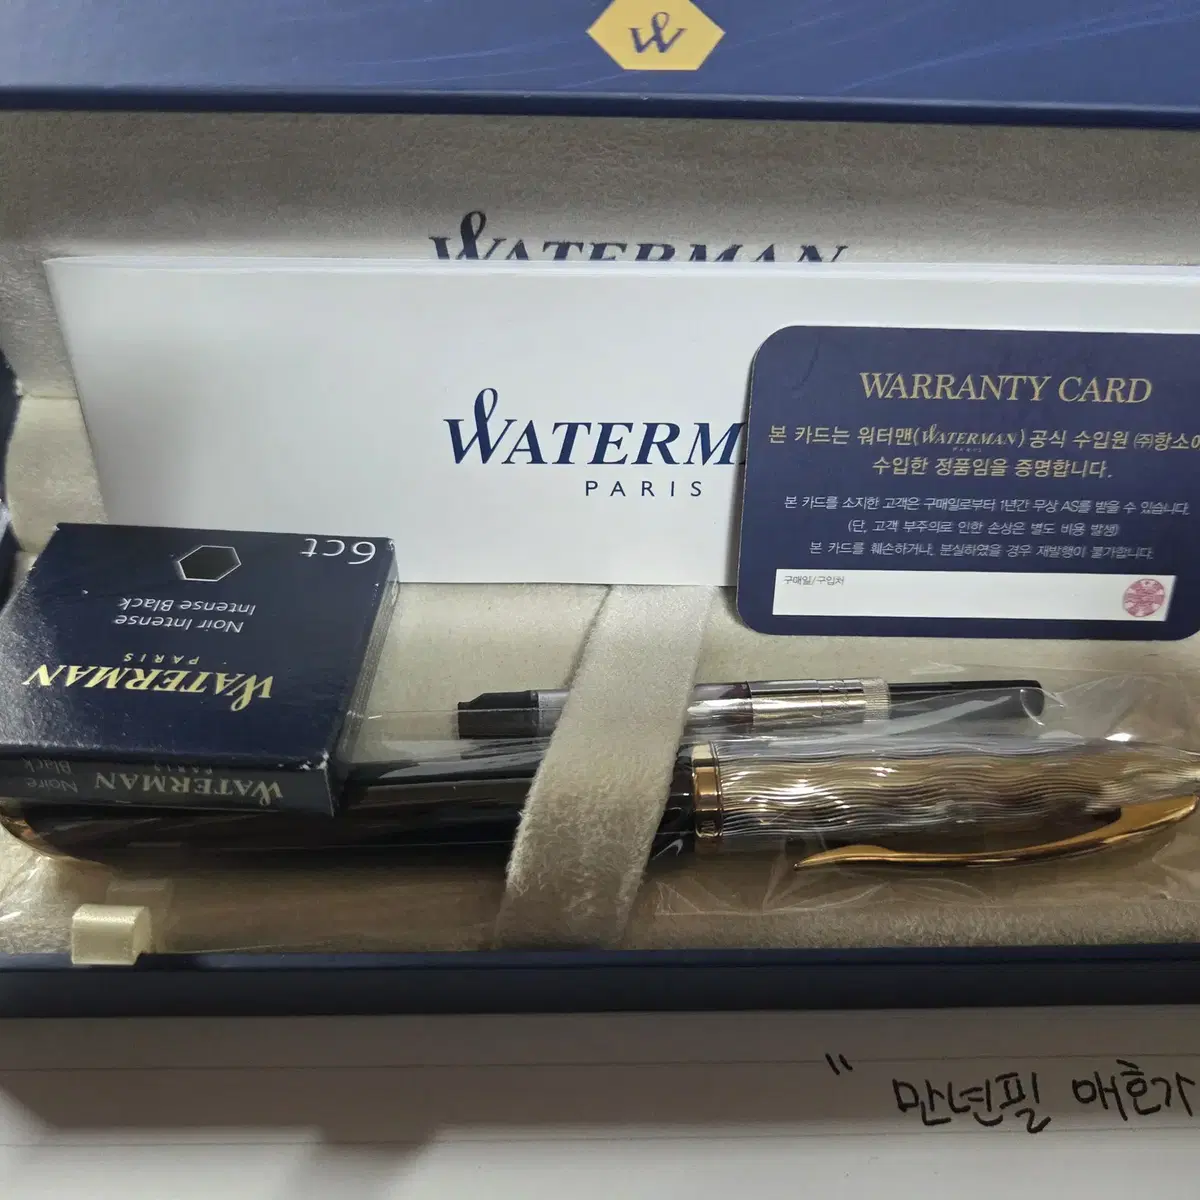 W
WATERMAN
WATERM
PARIS
WARRANTY CARD
본 카드는 워터맨(WATERMAN)공식 수입원 ㈜항소에
수입한 정품임을 증명합니다.
본 카드를 소지한 고객은 구매일로부터 1년간 무상 AS를 받을 수 있습니다.
(단, 고객 부주의로 인한 손상은 별도 비용 발생)
본 카드를 훼손하거나, 분실하였을 경우 재발행이 불가합니다.
구매일/구입처
6ct
Noir Intense
Intense Black
WATERMAN
PARIS
WATERMAN
PARIS
Noire
Black
" 만년필 애호가